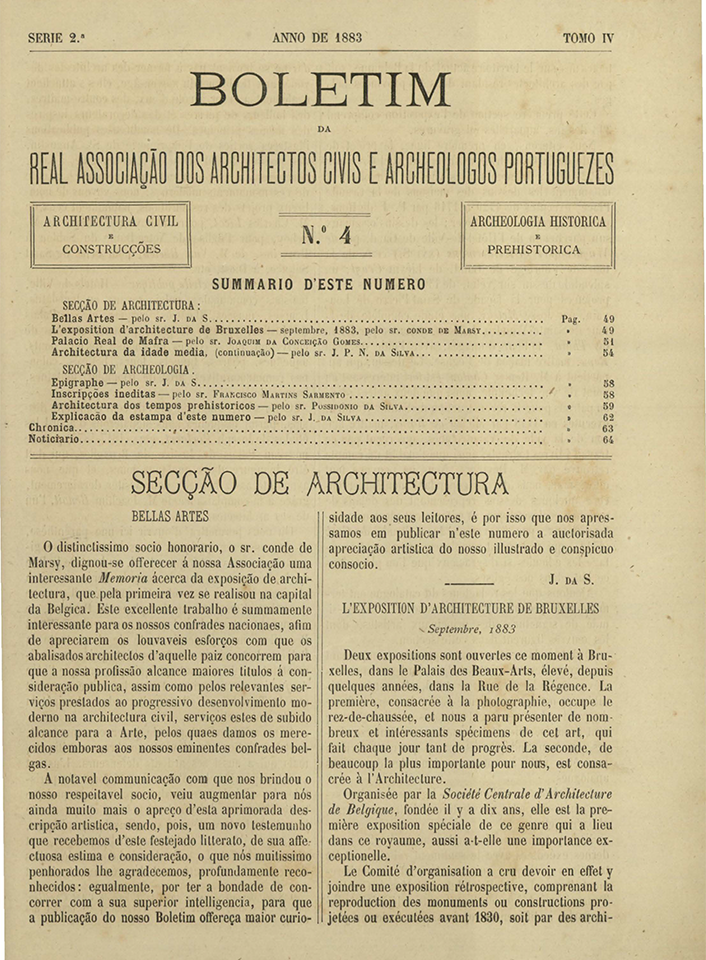 SERIE 2.ª ANNO DE 1883 TOMO IV
BOLETIM
DA
REAL ASSOCIAÇÃO DOS ARCHITECTOS CIVIS E ARCHEOLOGOS PORTUGUEZES
ARCHITECTURA CIVIL
E
CONSTRUCÇÕES
N.º 4
ARCHEOLOGIA HISTORICA
E
PREHISTORICA
SUMMARIO D'ESTE NUMERO
SECÇÃO DE ARCHITECTURA:
Bellas Artes — pelo sr. J. DA S. Pag. 49
L'exposition d'architecture de Bruxelles — septembre, 1883, pelo sr. CONDE DE MARSY » 49
Palacio Real de Mafra — pelo sr. JOAQUIM DA CONCEIÇÃO GOMES » 51
Architectura da idade media, (continuação) — pelo sr. J. P. N. DA SILVA » 54
SECÇÃO DE ARCHEOLOGIA.
Epigraphe — pelo sr. J. DA S. » 58
Inscripções ineditas — pelo sr. FRANCISCO MARTINS SARMENTO » 58
Architectura dos tempos prehistoricos — pelo sr. POSSIDONIO DA SILVA » 59
Explicação da estampa d'este numero — pelo sr. J. DA SILVA » 62
Chronica » 63
Noticiario » 64
SECÇÃO DE ARCHITECTURA
BELLAS ARTES
O distinctissimo socio honorario, o sr. conde de
Marsy, dignou-se offerecer á nossa Associação uma
interessante Memoria ácerca da exposição de archi-
tectura, que pela primeira vez se realisou na capital
da Belgica. Este excellente trabalho é summamente
interessante para os nossos confrades nacionaes, afim
de apreciarem os louvaveis esforços com que os
abalisados architectos d'aquelle paiz concorrem para
que a nossa profissão alcance maiores titulos á con-
sideração publica, assim como pelos relevantes ser-
viços prestados ao progressivo desenvolvimento mo-
derno na architectura civil, serviços estes de subido
alcance para a Arte, pelos quaes damos os mere-
cidos emboras aos nossos eminentes confrades bel-
gas.
A notavel communicação com que nos brindou o
nosso respeitavel socio, veiu augmentar para nós
ainda muito mais o apreço d'esta aprimorada des-
cripção artistica, sendo, pois, um novo testemunho
que recebemos d'este festejado litterato, de sua affe-
ctuosa estima e consideração, o que nós muitissimo
penhorados lhe agradecemos, profundamente reco-
nhecidos: egualmente, por ter a bondade de con-
correr com a sua superior intelligencia, para que
a publicação do nosso Boletim offereça maior curio-
sidade aos seus leitores, é por isso que nos apres-
samos em publicar n'este numero a auctorisada
apreciação artistica do nosso illustrado e conspicuo
consocio.
J. DA S.
L'EXPOSITION D'ARCHITECTURE DE BRUXELLES
Septembre, 1883
Deux expositions sont ouvertes ce moment à Bru-
xelles, dans le Palais des Beaux-Arts, élevé, depuis
quelques années, dans la Rue de la Régence. La
première, consacrée à la photographie, occupe le
rez-de-chaussée, et nous a paru présenter de nom-
breux et intéressants spécimens de cet art, qui
fait chaque jour tant de progrès. La seconde, de
beaucoup la plus importante pour nous, est consa-
crée à l'Architecture.
Organisée par la Société Centrale d'Architecture
de Belgique, fondée il y a dix ans, elle est la pre-
mière exposition spéciale de ce genre qui a lieu
dans ce royaume, aussi a-t-elle une importance ex-
ceptionelle.
Le Comité d'organisation a cru devoir en effet y
joindre une exposition rétrospective, comprenant la
reproduction des monuments ou constructions pro-
jetées ou exécutées avant 1830, soit par des archi-